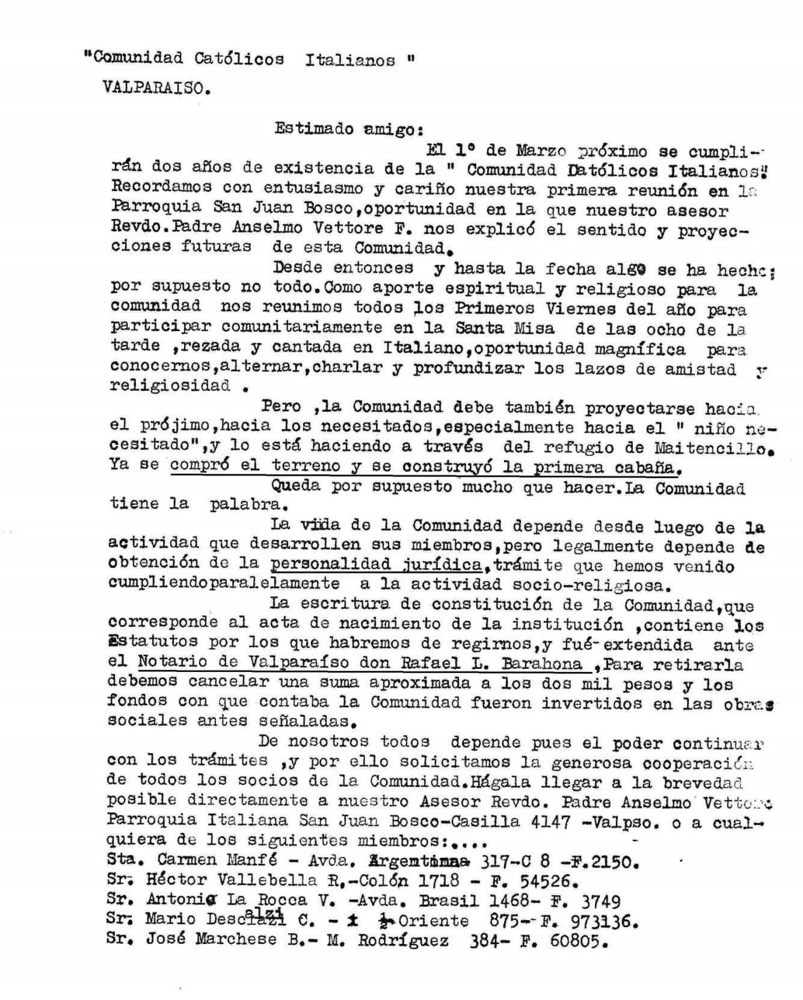 "Comunidad Católicos Italianos "
VALPARAISO.
Estimado amigo:
El 1º de Marzo próximo se cumpli-
rán dos años de existencia de la " Comunidad Datólicos Italianos"
Recordamos con entusiasmo y cariño nuestra primera reunión en la
Parroquia San Juan Bosco,oportunidad en la que nuestro asesor
Revdo.Padre Anselmo Vettore F. nos explicó el sentido y proyec-
ciones futuras de esta Comunidad.
Desde entonces y hasta la fecha algo se ha hecho;
por supuesto no todo.Como aporte espiritual y religioso para la
comunidad nos reunimos todos los Primeros Viernes del año para
participar comunitariamente en la Santa Misa de las ocho de la
tarde ,rezada y cantada en Italiano,oportunidad magnífica para
conocernos,alternar,charlar y profundizar los lazos de amistad y
religiosidad .
Pero ,la Comunidad debe también proyectarse hacia
el prójimo,hacia los necesitados,especialmente hacia el " niño ne-
cesitado",y lo está haciendo a través del refugio de Maitencillo.
Ya se compró el terreno y se construyó la primera cabaña.
Queda por supuesto mucho que hacer.La Comunidad
tiene la palabra.
La viida de la Comunidad depende desde luego de la
actividad que desarrollen sus miembros,pero legalmente depende de
obtención de la personalidad jurídica,trámite que hemos venido
cumpliendoparalelamente a la actividad socio-religiosa.
La escritura de constitución de la Comunidad,que
corresponde al acta de nacimiento de la institución ,contiene los
Estatutos por los que habremos de regirnos,y fué-extendida ante
el Notario de Valparaíso don Rafael L. Barahona ,Para retirarla
debemos cancelar una suma aproximada a los dos mil pesos y los
fondos con que contaba la Comunidad fueron invertidos en las obras
sociales antes señaladas.
De nosotros todos depende pues el poder continuar
con los trámites ,y por ello solicitamos la generosa cooperación
de todos los socios de la Comunidad.Hágala llegar a la brevedad
posible directamente a nuestro Asesor Revdo. Padre Anselmo Vettore
Parroquia Italiana San Juan Bosco-Casilla 4147 -Valpso. o a cual-
quiera de los siguientes miembros:....
Sta. Carmen Manfé - Avda. Argentinna 317-C 8 -F.2150.
Sr. Héctor Vallebella R.-Colón 1718 - F. 54526.
Sr. Antonio La Rocca V. -Avda. Brasil 1468- F. 3749
Sr. Mario Descalzi C. - 1 ½ Oriente 875-- F. 973136.
Sr. José Marchese B.- M. Rodríguez 384- F. 60805.